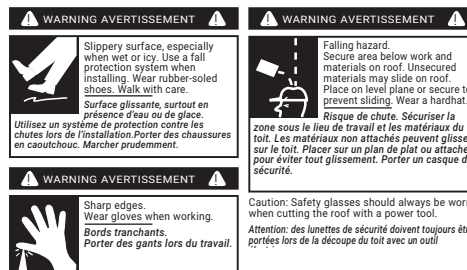 WARNING AVERTISSEMENT
Slippery surface, especially
when wet or icy. Use a fall
protection system when
installing. Wear rubber-soled
shoes. Walk with care.
Surface glissante, surtout en
présence d'eau ou de glace.
Utilisez un système de protection contre les
chutes lors de l'installation.Porter des chaussures
en caoutchouc. Marcher prudemment.
WARNING AVERTISSEMENT
Sharp edges.
Wear gloves when working.
Bords tranchants.
Porter des gants lors du travail.
WARNING AVERTISSEMENT
Falling hazard.
Secure area below work and
materials on roof. Unsecured
materials may slide on roof.
Place on level plane or secure to
prevent sliding. Wear a hardhat.
Risque de chute. Sécuriser la
zone sous le lieu de travail et les matériaux du
toit. Les matériaux non attachés peuvent glisse
sur le toit. Placer sur un plan de plat ou attache
pour éviter tout glissement. Porter un casque d
sécurité.
Caution: Safety glasses should always be worn
when cutting the roof with a power tool.
Attention: des lunettes de sécurité doivent toujours êt
portées lors de la découpe du toit avec un outil